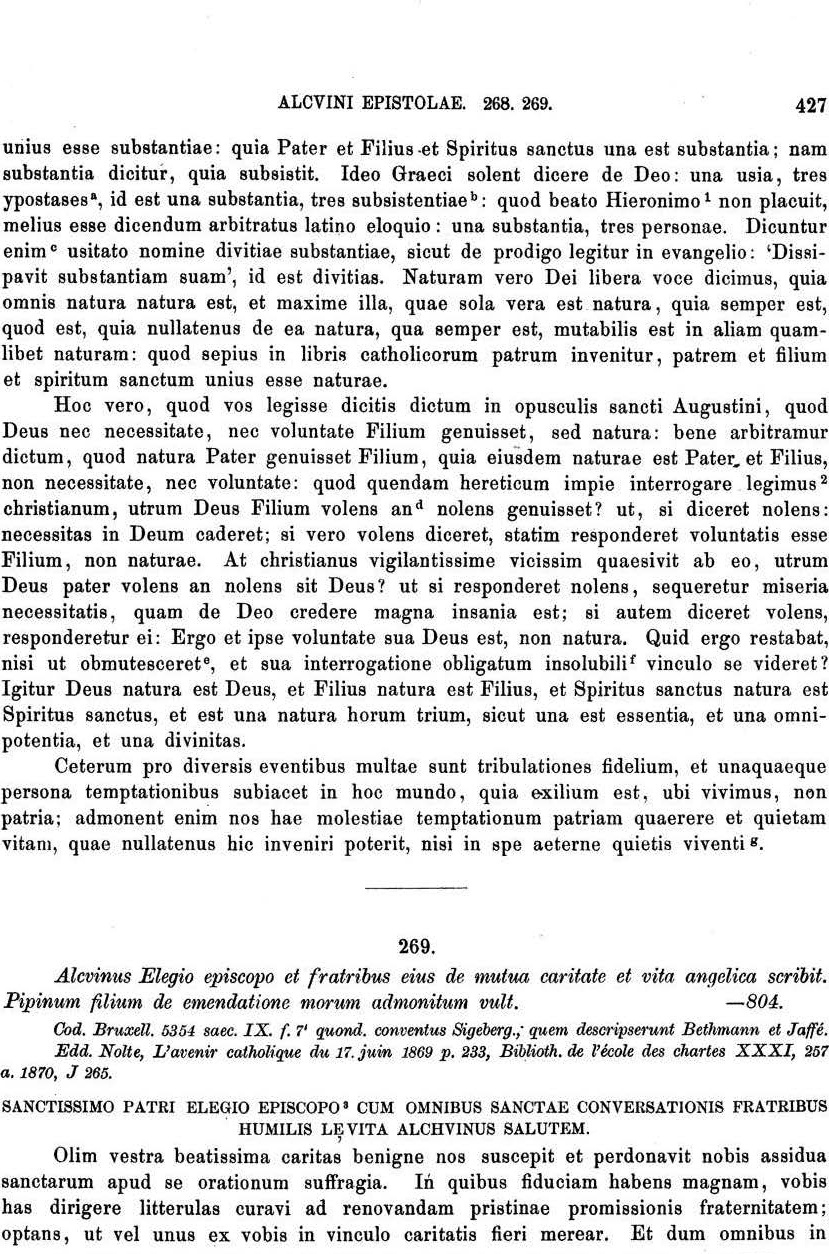 ALCVINI EPISTOLAE. 268. 269. 427
unius esse substantiae: quia Pater et Filius et Spiritus sanctus una est substantia; nam
substantia dicitur, quia subsistit. Ideo Graeci solent dicere de Deo: una usia, tres
ypostases ᵃ, id est una substantia, tres subsistentiae ᵇ: quod beato Hieronimo ¹ non placuit,
melius esse dicendum arbitratus latino eloquio: una substantia, tres personae. Dicuntur
enim ᶜ usitato nomine divitiae substantiae, sicut de prodigo legitur in evangelio: ‘Dissi-
pavit substantiam suam’, id est divitias. Naturam vero Dei libera voce dicimus, quia
omnis natura natura est, et maxime illa, quae sola vera est natura, quia semper est,
quod est, quia nullatenus de ea natura, qua semper est, mutabilis est in aliam quam-
libet naturam: quod sepius in libris catholicorum patrum invenitur, patrem et filium
et spiritum sanctum unius esse naturae.
Hoc vero, quod vos legisse dicitis dictum in opusculis sancti Augustini, quod
Deus nec necessitate, nec voluntate Filium genuisset, sed natura: bene arbitramur
dictum, quod natura Pater genuisset Filium, quia eiusdem naturae est Pater et Filius,
non necessitate, nec voluntate: quod quendam hereticum impie interrogare legimus ²
christianum, utrum Deus Filium volens an ᵈ nolens genuisset? ut, si diceret nolens:
necessitas in Deum caderet; si vero volens diceret, statim responderet voluntatis esse
Filium, non naturae. At christianus vigilantissime vicissim quaesivit ab eo, utrum
Deus pater volens an nolens sit Deus? ut si responderet nolens, sequeretur miseria
necessitatis, quam de Deo credere magna insania est; si autem diceret volens,
responderetur ei: Ergo et ipse voluntate sua Deus est, non natura. Quid ergo restabat,
nisi ut obmutesceret ᵉ, et sua interrogatione obligatum insolubili ᶠ vinculo se videret?
Igitur Deus natura est Deus, et Filius natura est Filius, et Spiritus sanctus natura est
Spiritus sanctus, et est una natura horum trium, sicut una est essentia, et una omni-
potentia, et una divinitas.
Ceterum pro diversis eventibus multae sunt tribulationes fidelium, et unaquaeque
persona temptationibus subiacet in hoc mundo, quia exilium est, ubi vivimus, non
patria; admonent enim nos hae molestiae temptationum patriam quaerere et quietam
vitam, quae nullatenus hic inveniri poterit, nisi in spe aeterne quietis viventi ᵍ.
269.
Alcvinus Elegio episcopo et fratribus eius de mutua caritate et vita angelica scribit.
Pipinum filium de emendatione morum admonitum vult. —804.
Cod. Bruxell. 5354 saec. IX. f. 7' quond. conventus Sigeberg.; quem descripserunt Bethmann et Jaffé.
Edd. Nolte, L'avenir catholique du 17. juin 1869 p. 233, Biblioth. de l'école des chartes XXXI, 257
a. 1870, J 265.
SANCTISSIMO PATRI ELEGIO EPISCOPO ³ CUM OMNIBUS SANCTAE CONVERSATIONIS FRATRIBUS
HUMILIS LĘVITA ALCHVINUS SALUTEM.
Olim vestra beatissima caritas benigne nos suscepit et perdonavit nobis assidua
sanctarum apud se orationum suffragia. In quibus fiduciam habens magnam, vobis
has dirigere litterulas curavi ad renovandam pristinae promissionis fraternitatem;
optans, ut vel unus ex vobis in vinculo caritatis fieri merear. Et dum omnibus in